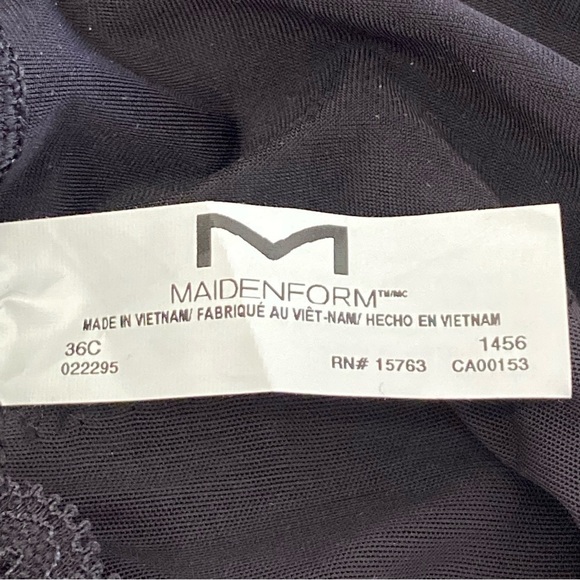 M
MAIDENFORM™/MC
MADE IN VIETNAM/ FABRIQUÉ AU VIÊT-NAM/ HECHO EN VIETNAM
36C 1456
022295 RN# 15763 CA00153